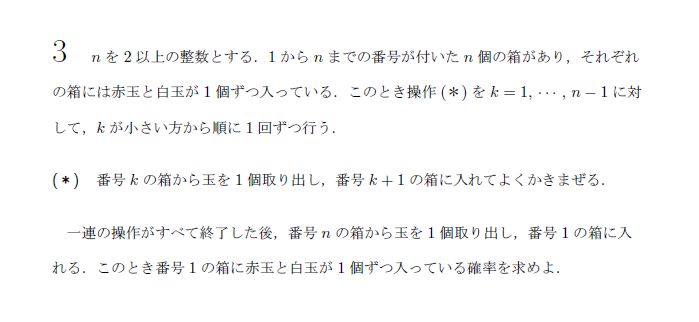 3 n を 2 以上の整数とする．1 から n までの番号が付いた n 個の箱があり，それぞれ
の箱には赤玉と白玉が 1 個ずつ入っている．このとき操作 (＊) を k = 1, ⋯ , n − 1 に対
して，k が小さい方から順に 1 回ずつ行う．
(＊) 番号 k の箱から玉を 1 個取り出し，番号 k + 1 の箱に入れてよくかきまぜる．
一連の操作がすべて終了した後，番号 n の箱から玉を 1 個取り出し，番号 1 の箱に入
れる．このとき番号 1 の箱に赤玉と白玉が 1 個ずつ入っている確率を求めよ．